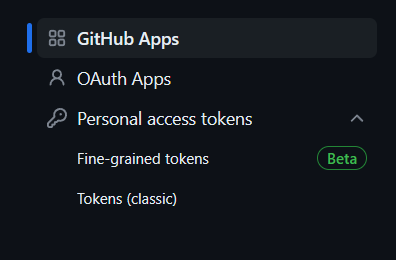 GitHub Apps
OAuth Apps
Personal access tokens
Fine-grained tokens Beta
Tokens (classic)